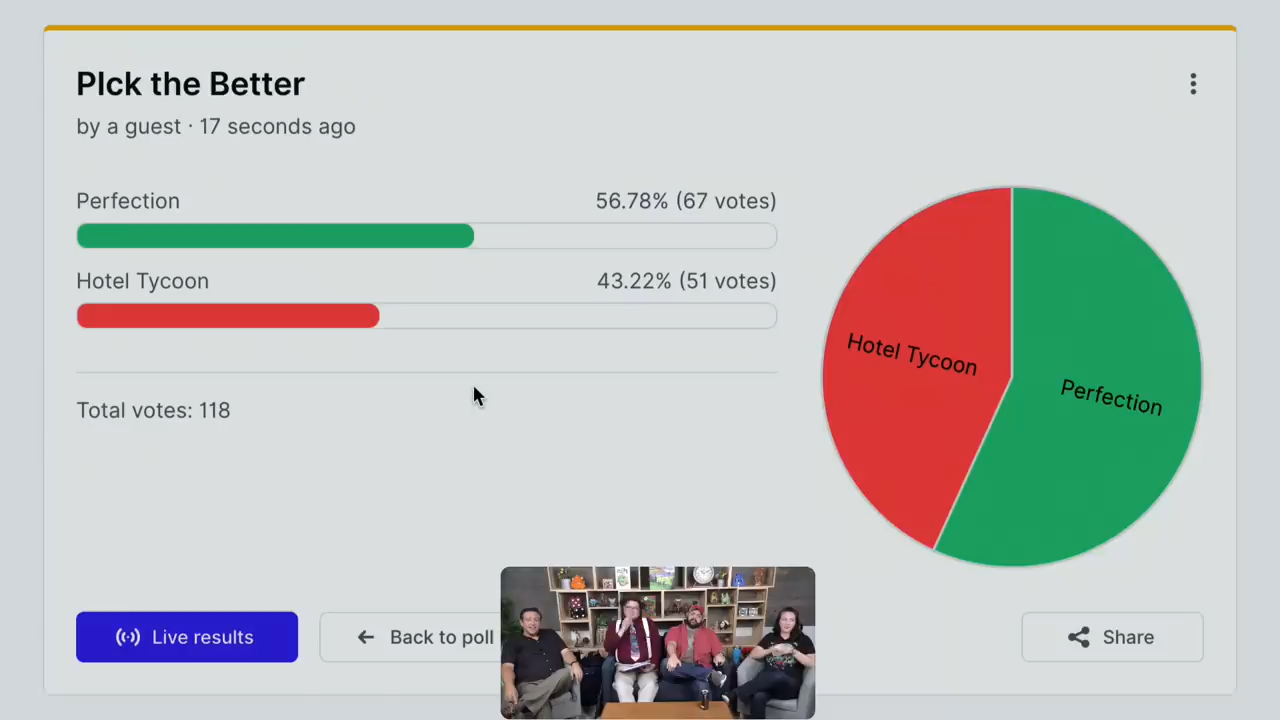 PIck the Better
by a guest · 17 seconds ago
Perfection 56.78% (67 votes)
Hotel Tycoon 43.22% (51 votes)
Total votes: 118
Hotel Tycoon
Perfection
Live results
Back to poll
Share